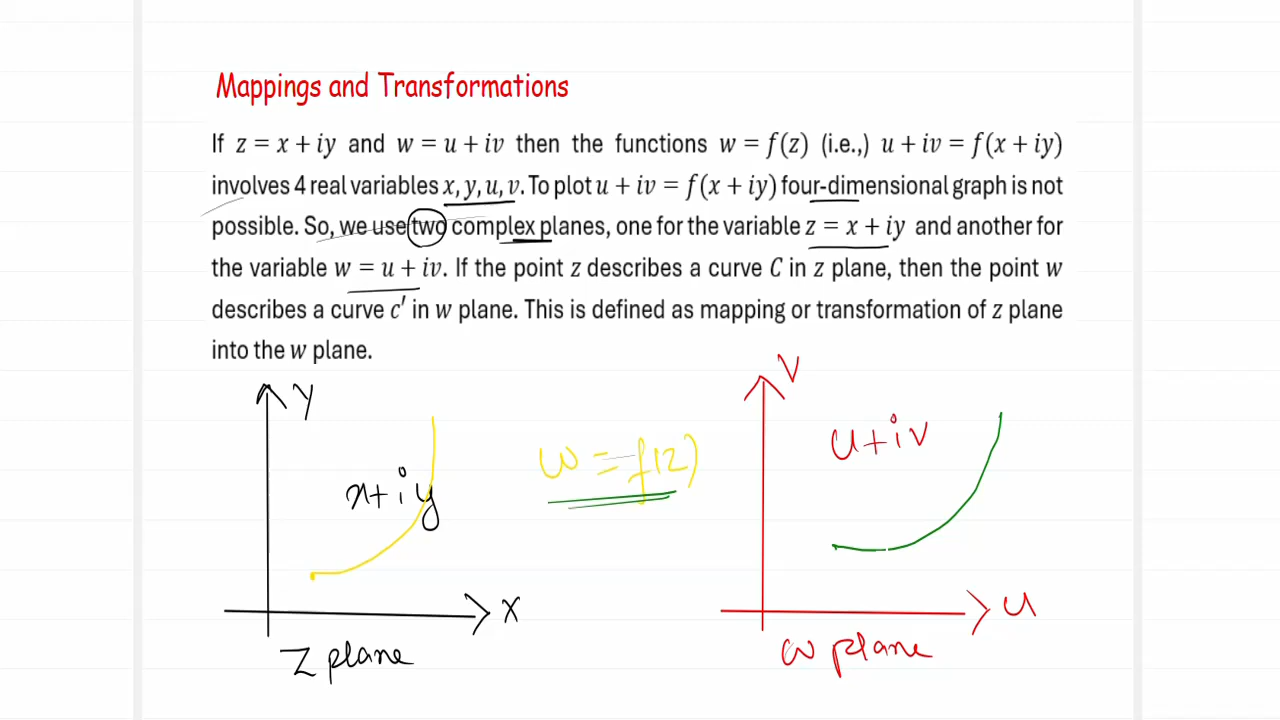 Mappings and Transformations
If z = x + iy and w = u + iv then the functions w = f(z) (i.e.,) u + iv = f(x + iy)
involves 4 real variables x, y, u, v. To plot u + iv = f(x + iy) four-dimensional graph is not
possible. So, we use two complex planes, one for the variable z = x + iy and another for
the variable w = u + iv. If the point z describes a curve C in z plane, then the point w
describes a curve c′ in w plane. This is defined as mapping or transformation of z plane
into the w plane.
y
x+iy
x
z plane
w = f(z)
v
u+iv
u
w plane